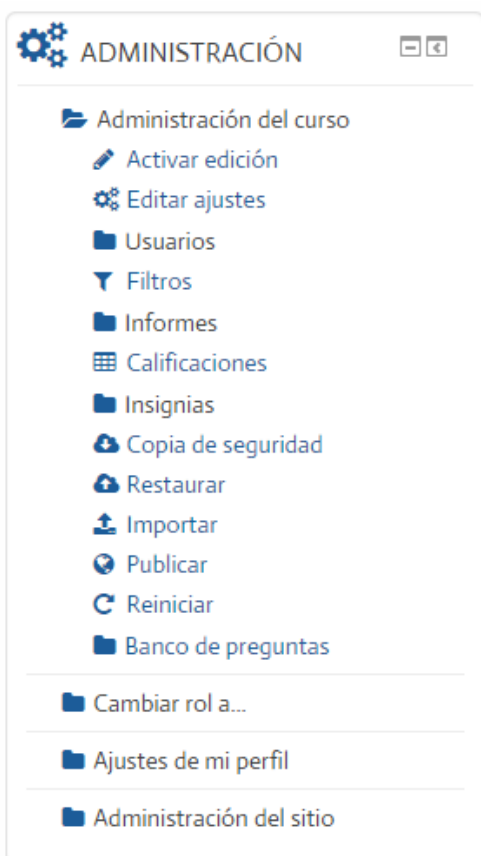 ADMINISTRACIÓN
Administración del curso
Activar edición
Editar ajustes
Usuarios
Filtros
Informes
Calificaciones
Insignias
Copia de seguridad
Restaurar
Importar
Publicar
Reiniciar
Banco de preguntas
Cambiar rol a...
Ajustes de mi perfil
Administración del sitio